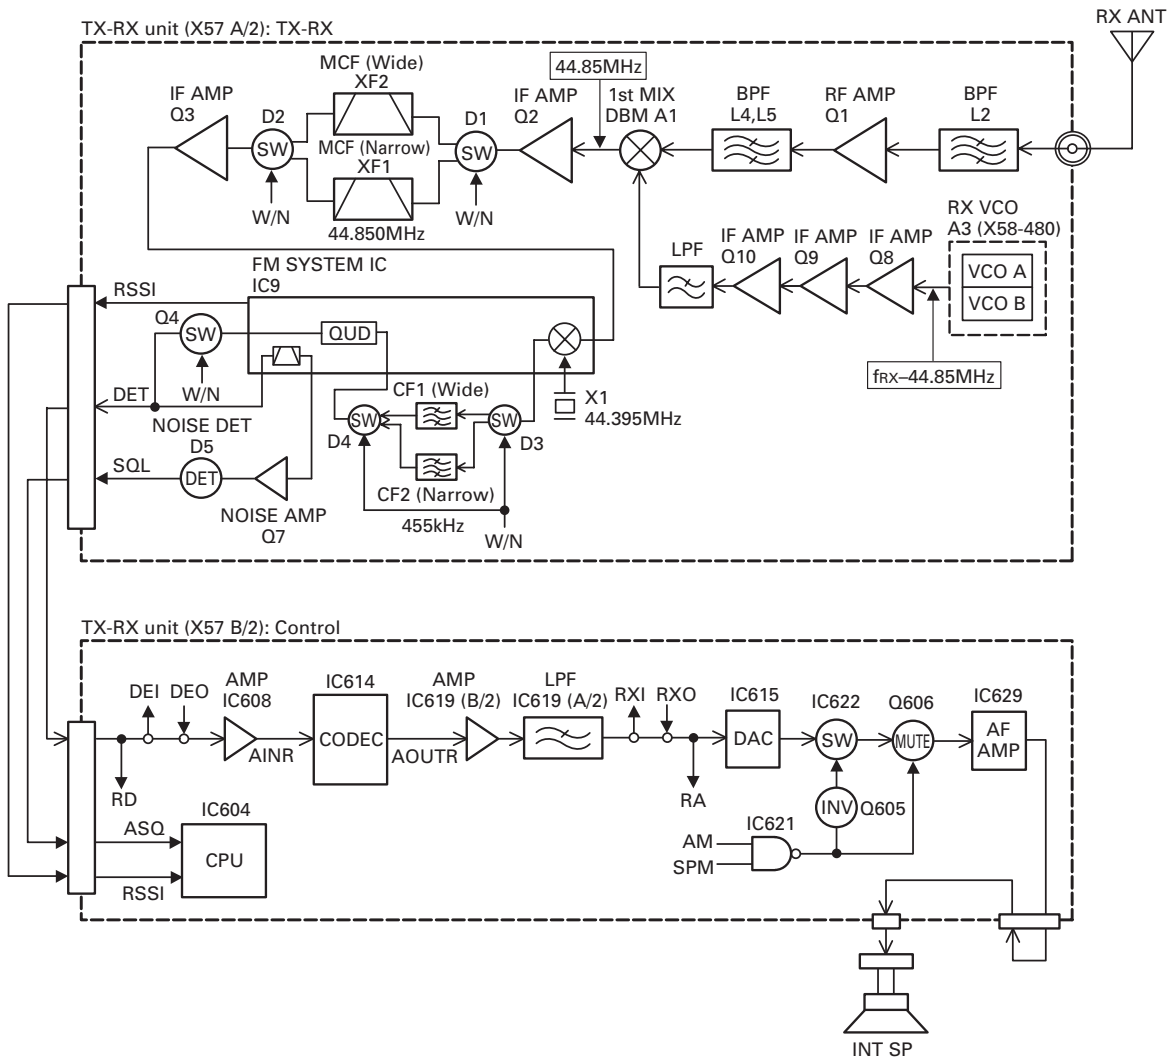 RX ANT
TX-RX unit (X57 A/2): TX-RX
MCF (Wide)
XF2
44.85MHz
IF AMP
Q3
D2
SW
MCF (Narrow)
XF1
44.850MHz
D1
SW
IF AMP
Q2
1st MIX
DBM A1
BPF
L4,L5
RF AMP
Q1
BPF
L2
W/N
W/N
RX VCO
A3 (X58-480)
VCO A
VCO B
LPF
IF AMP
Q10
IF AMP
Q9
IF AMP
Q8
fRX–44.85MHz
FM SYSTEM IC
IC9
RSSI
Q4
SW
QUD
W/N
DET
NOISE DET
D5
DET
SQL
NOISE AMP
Q7
CF1 (Wide)
SW
D4
SW
D3
X1
44.395MHz
CF2 (Narrow)
455kHz
W/N
TX-RX unit (X57 B/2): Control
DEI
DEO
AMP
IC608
IC614
CODEC
AINR
AOUTR
AMP
IC619 (B/2)
LPF
IC619 (A/2)
RXI
RXO
IC615
DAC
IC622
SW
Q606
MUTE
IC629
AF
AMP
RD
RA
INV
Q605
IC604
CPU
ASQ
RSSI
IC621
AM
SPM
INT SP